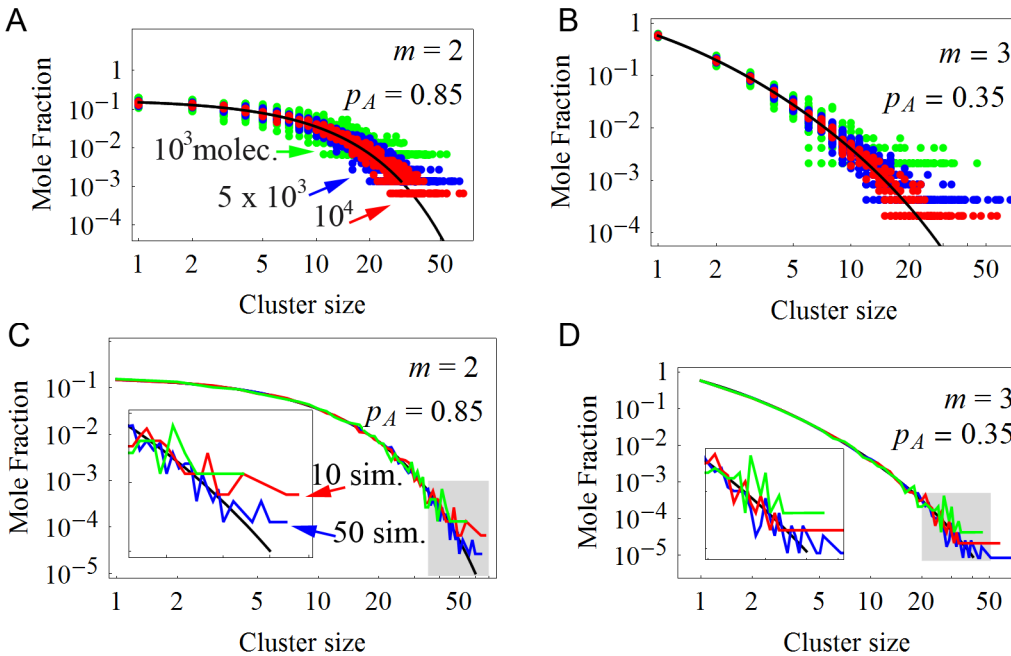 A
m = 2
p_A = 0.85
Mole Fraction
1
10^-1
10^-2
10^-3
10^-4
10^3 molec.
5 x 10^3
10^4
1 2 5 10 20 50
Cluster size
B
m = 3
p_A = 0.35
Mole Fraction
1
10^-1
10^-2
10^-3
10^-4
1 2 5 10 20 50
Cluster size
C
m = 2
p_A = 0.85
Mole Fraction
10^-1
10^-2
10^-3
10^-4
10^-5
10 sim.
50 sim.
1 2 5 10 20 50
Cluster size
D
m = 3
p_A = 0.35
Mole Fraction
1
10^-1
10^-2
10^-3
10^-4
10^-5
1 2 5 10 20 50
Cluster size